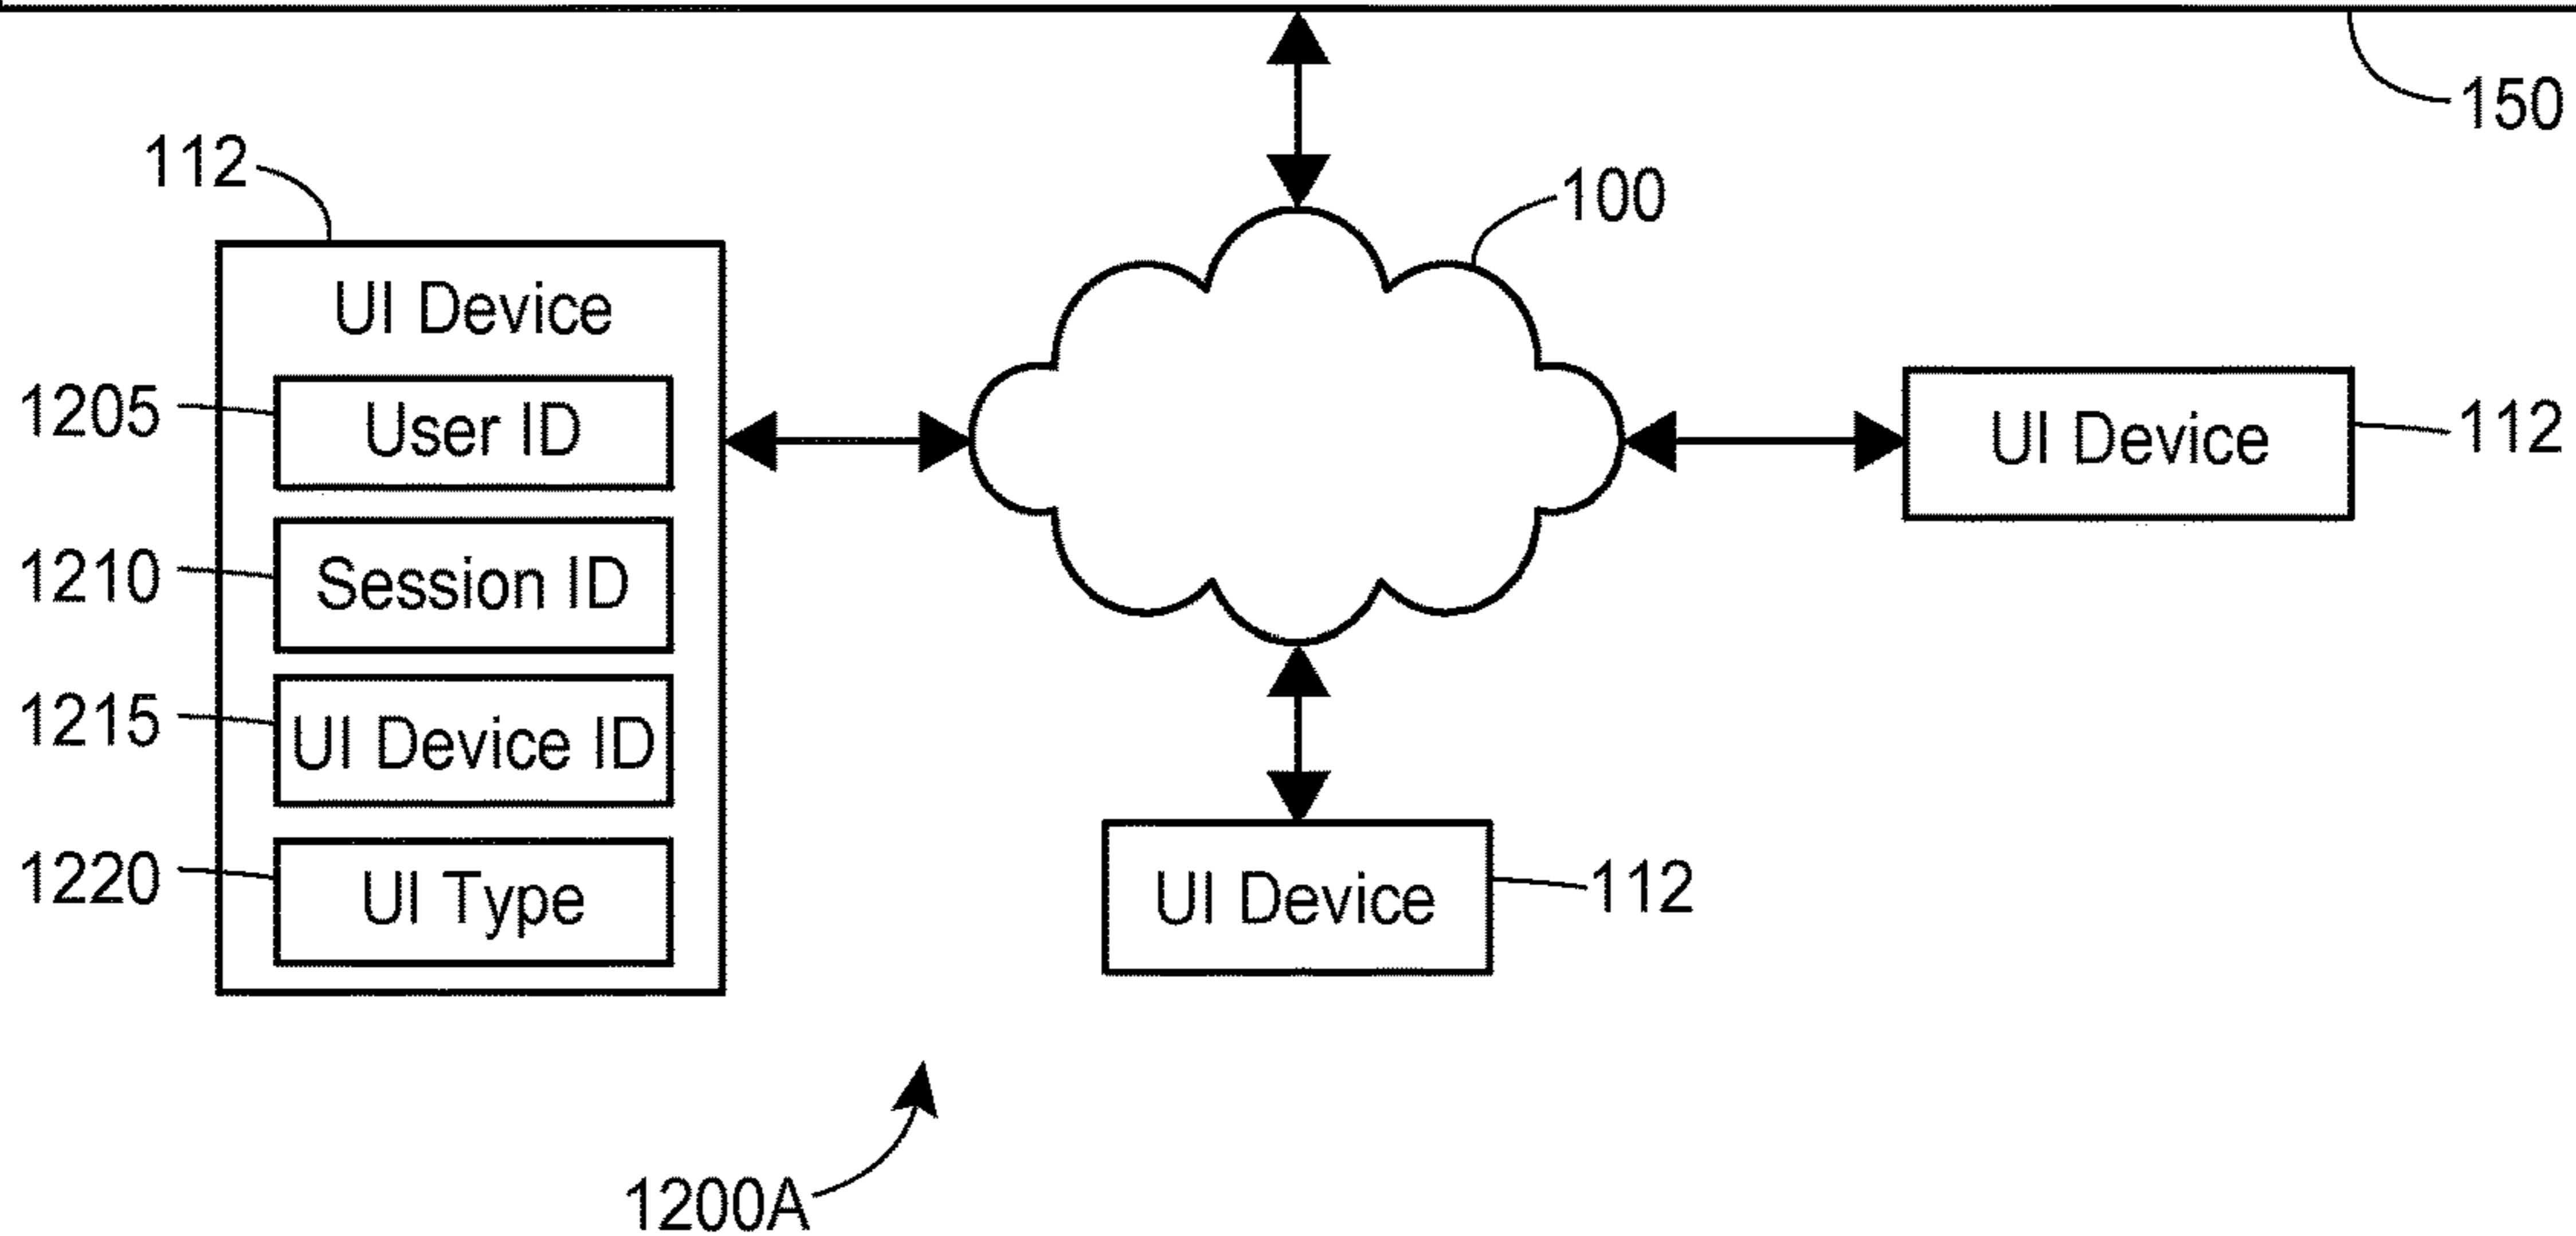 150
112
100
UI Device
1205
User ID
UI Device
112
1210
Session ID
1215
UI Device ID
1220
UI Type
UI Device
112
1200A